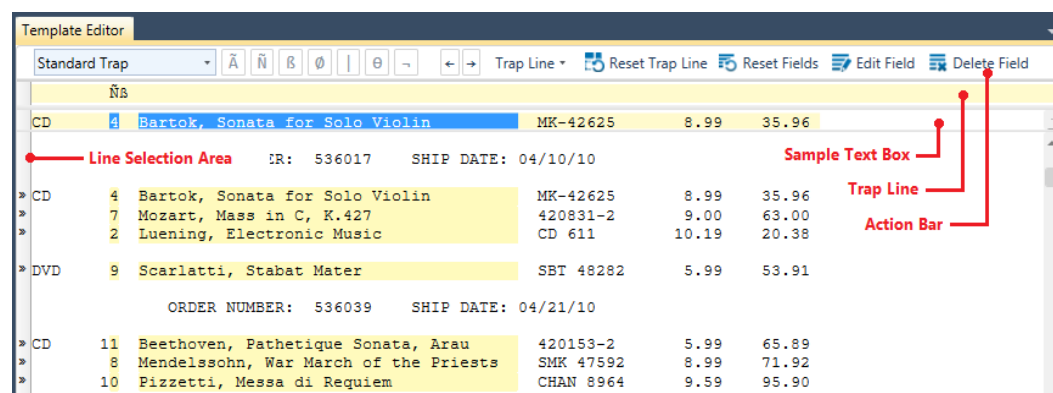 Template Editor
Standard Trap Ã Ñ ß Ø | Ɵ ¬ ← → Trap Line Reset Trap Line Reset Fields Edit Field Delete Field
Ñß
CD 4 Bartok, Sonata for Solo Violin MK-42625 8.99 35.96
Line Selection Area ER: 536017 SHIP DATE: 04/10/10 Sample Text Box
» CD 4 Bartok, Sonata for Solo Violin MK-42625 8.99 35.96 Trap Line
» 7 Mozart, Mass in C, K.427 420831-2 9.00 63.00
» 2 Luening, Electronic Music CD 611 10.19 20.38 Action Bar
» DVD 9 Scarlatti, Stabat Mater SBT 48282 5.99 53.91
ORDER NUMBER: 536039 SHIP DATE: 04/21/10
» CD 11 Beethoven, Pathetique Sonata, Arau 420153-2 5.99 65.89
» 8 Mendelssohn, War March of the Priests SMK 47592 8.99 71.92
» 10 Pizzetti, Messa di Requiem CHAN 8964 9.59 95.90